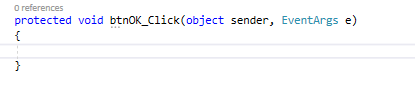 0 references
protected void btnOK_Click(object sender, EventArgs e)
{
}